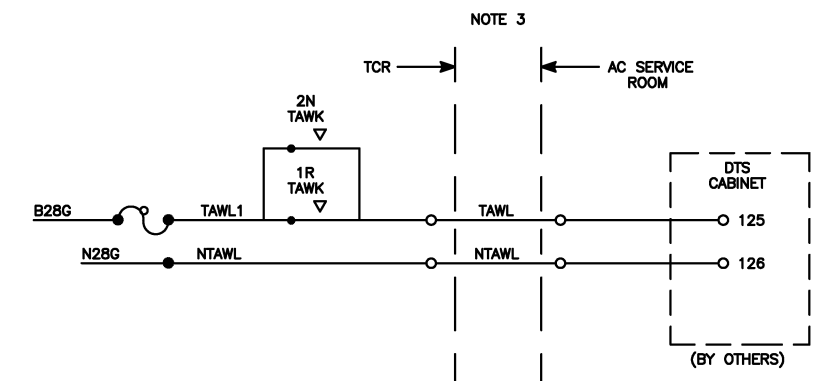 NOTE 3
TCR
AC SERVICE
ROOM
2N
TAWK
1R
TAWK
DTS
CABINET
B28G
TAWL1
TAWL
125
N28G
NTAWL
NTAWL
126
(BY OTHERS)